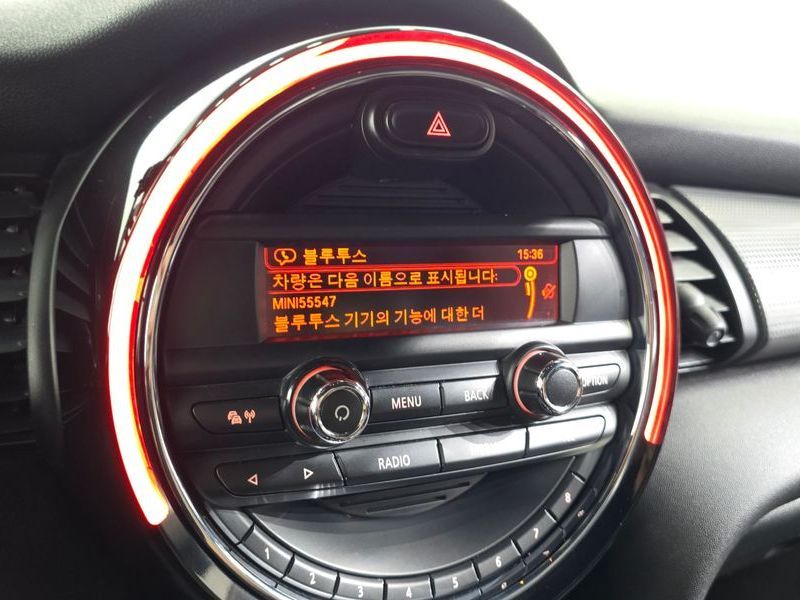 블루투스 15:36
차량은 다음 이름으로 표시됩니다:
MINI55547
블루투스 기기의 기능에 대한 더
MENU BACK OPTION
RADIO
1 2 3 4 5 6 7 8